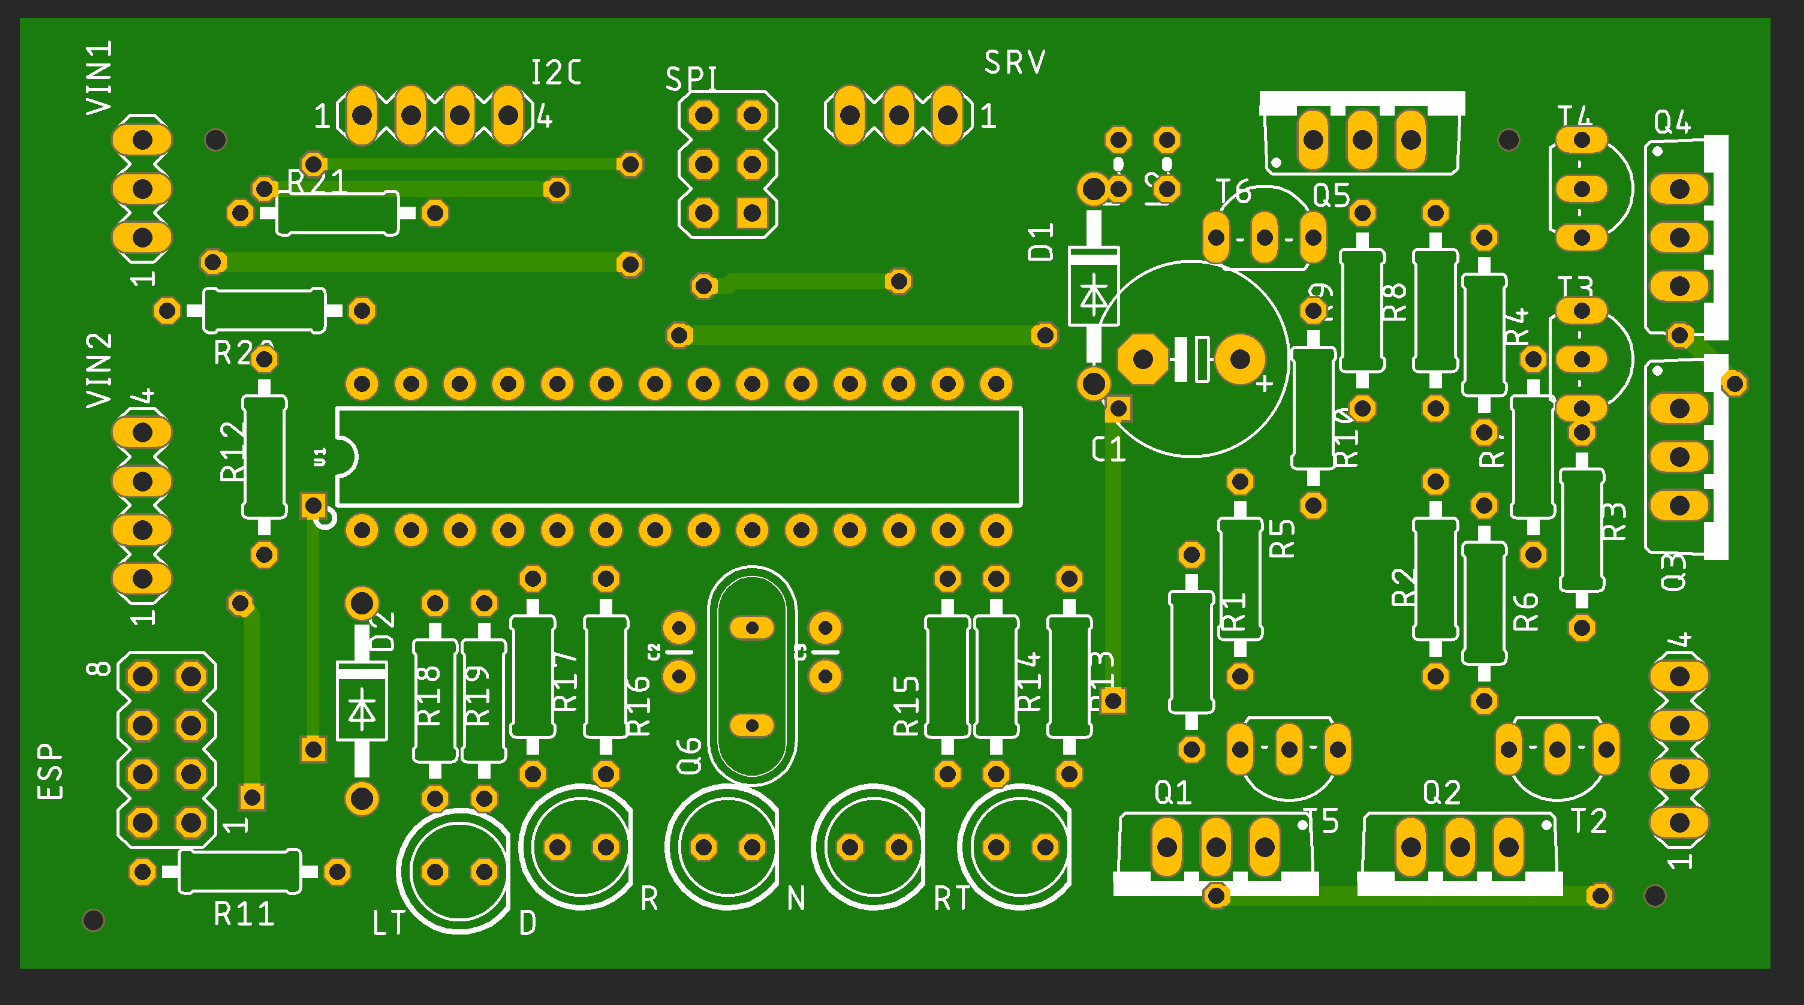 VIN1
I2C
SPI
SRV
1
4
1
T4
Q4
R21
T6
Q5
D1
1
R9
R8
T3
R4
VIN2
R20
4
+
R12
U1
C1
R10
R7
R5
R3
R2
Q3
1
D2
R1
R6
8
C2
C3
4
R18
R19
R17
R16
R15
R14
R13
ESP
Q6
Q1
Q2
1
T5
T2
1
R11
LT
D
R
N
RT